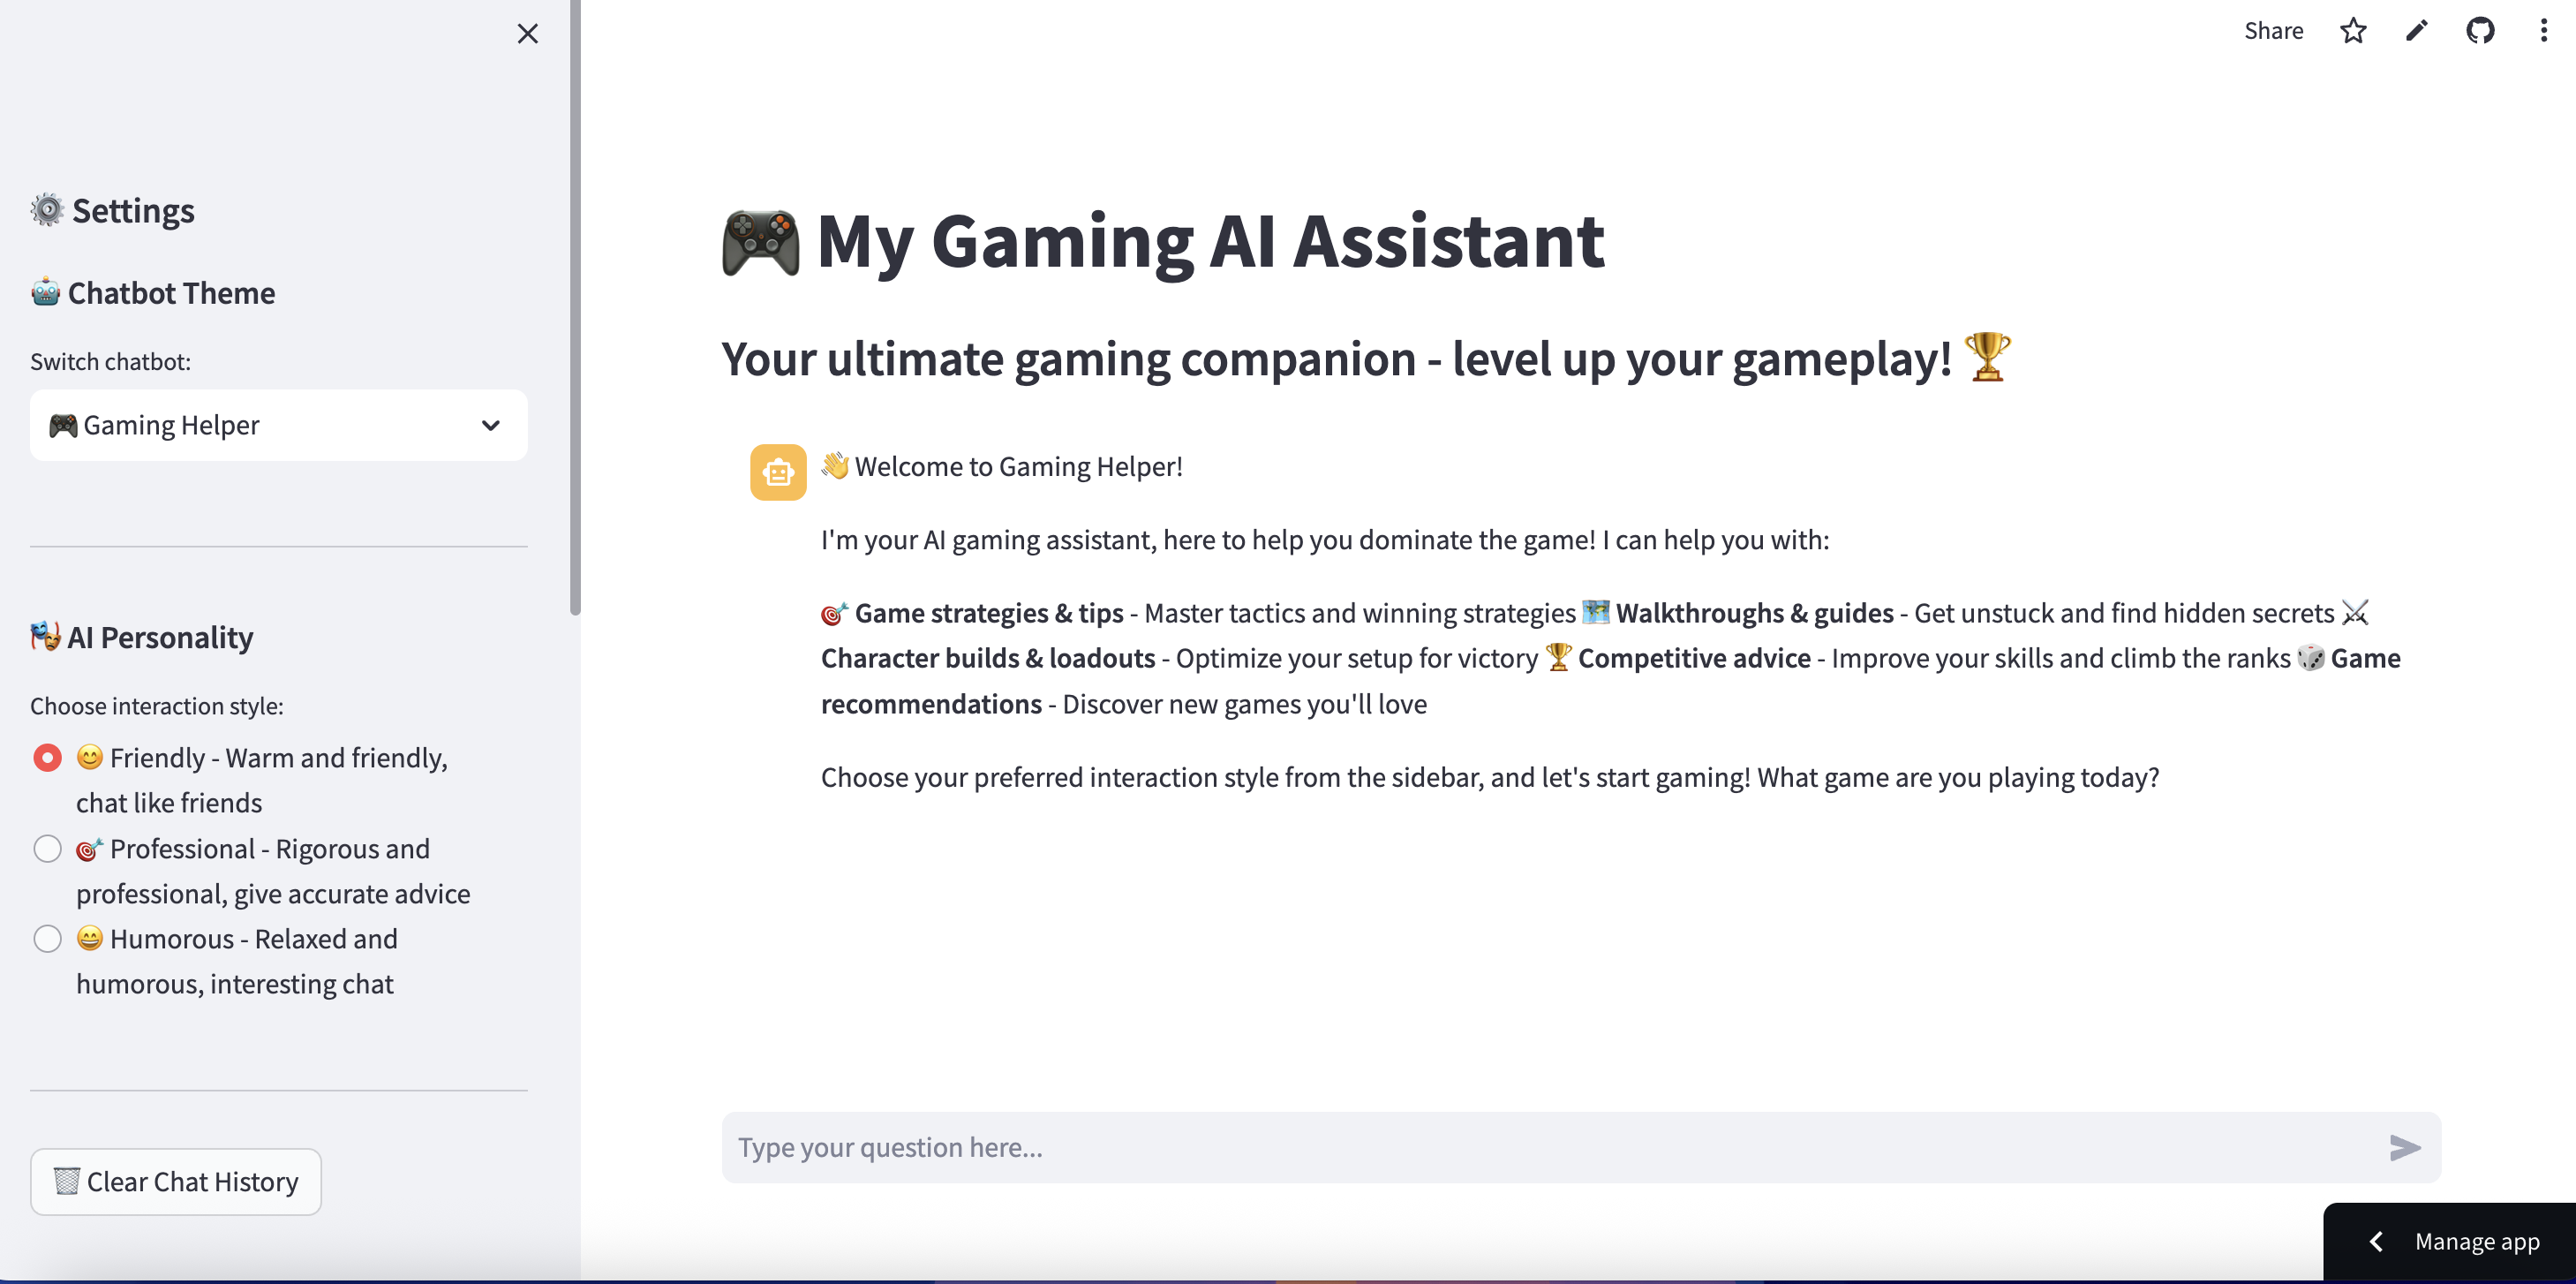 Share
⚙️ Settings
🤖 Chatbot Theme
Switch chatbot:
🎮 Gaming Helper
🎭 AI Personality
Choose interaction style:
😊 Friendly - Warm and friendly,
chat like friends
🎯 Professional - Rigorous and
professional, give accurate advice
😄 Humorous - Relaxed and
humorous, interesting chat
🗑️ Clear Chat History
🎮 My Gaming AI Assistant
Your ultimate gaming companion - level up your gameplay! 🏆
👋 Welcome to Gaming Helper!
I'm your AI gaming assistant, here to help you dominate the game! I can help you with:
🎯 Game strategies & tips - Master tactics and winning strategies 🗺️ Walkthroughs & guides - Get unstuck and find hidden secrets ⚔️
Character builds & loadouts - Optimize your setup for victory 🏆 Competitive advice - Improve your skills and climb the ranks 🎲 Game
recommendations - Discover new games you'll love
Choose your preferred interaction style from the sidebar, and let's start gaming! What game are you playing today?
Type your question here...
Manage app